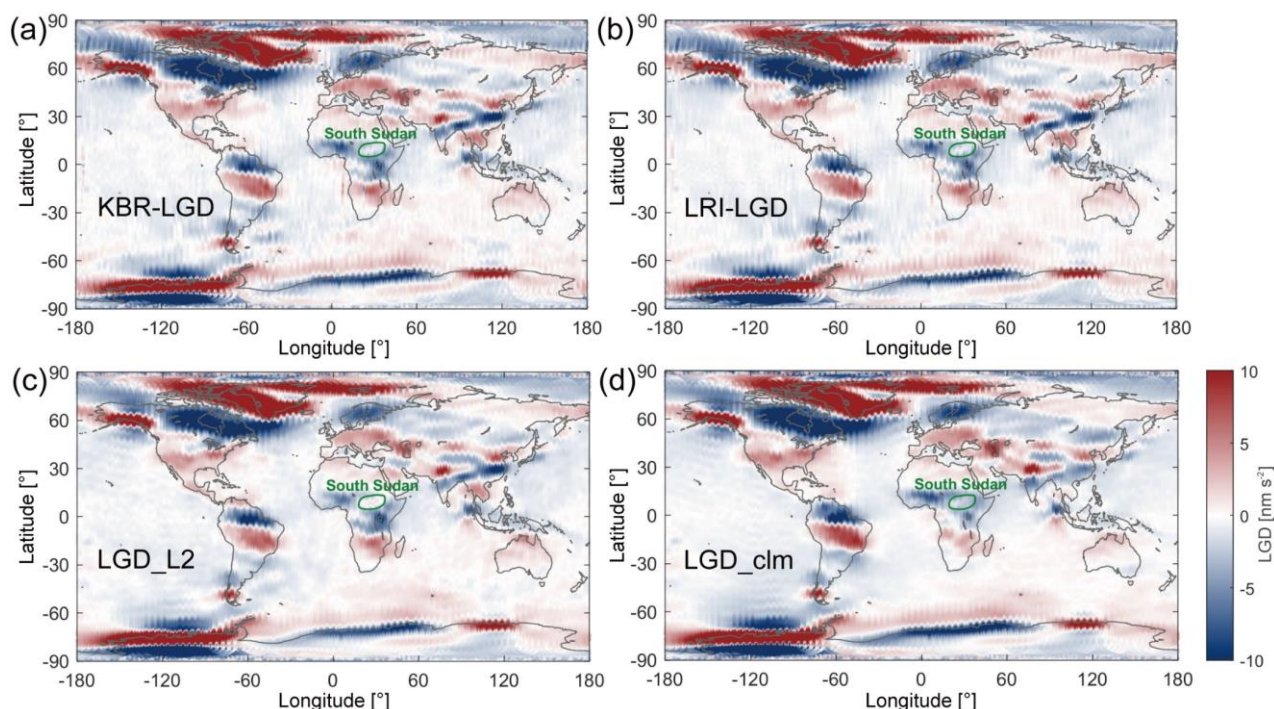 (a)
90
60
30
0
-30
-60
-90
Latitude [°]
South Sudan
KBR-LGD
-180 -120 -60 0 60 120 180
Longitude [°]
(b)
90
60
30
0
-30
-60
-90
Latitude [°]
South Sudan
LRI-LGD
-180 -120 -60 0 60 120 180
Longitude [°]
(c)
90
60
30
0
-30
-60
-90
Latitude [°]
South Sudan
LGD_L2
-180 -120 -60 0 60 120 180
Longitude [°]
(d)
90
60
30
0
-30
-60
-90
Latitude [°]
South Sudan
LGD_clm
-180 -120 -60 0 60 120 180
Longitude [°]
10
5
0
-5
-10
LGD [nm s⁻²]